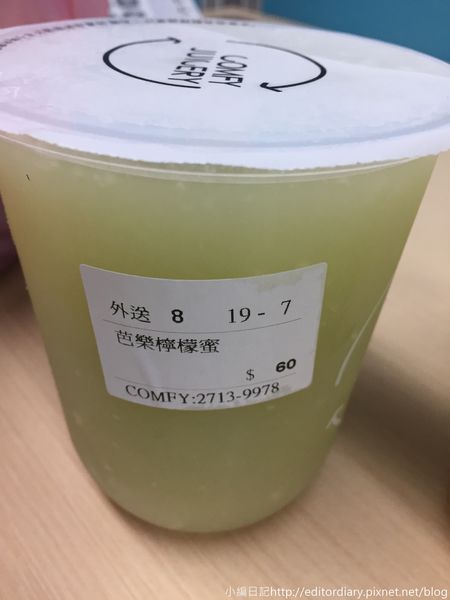 COMFY
JUICERY
外送 8 19 - 7
芭樂檸檬蜜
$ 60
COMFY:2713-9978
小編日記http://editordiary.pixnet.net/blog